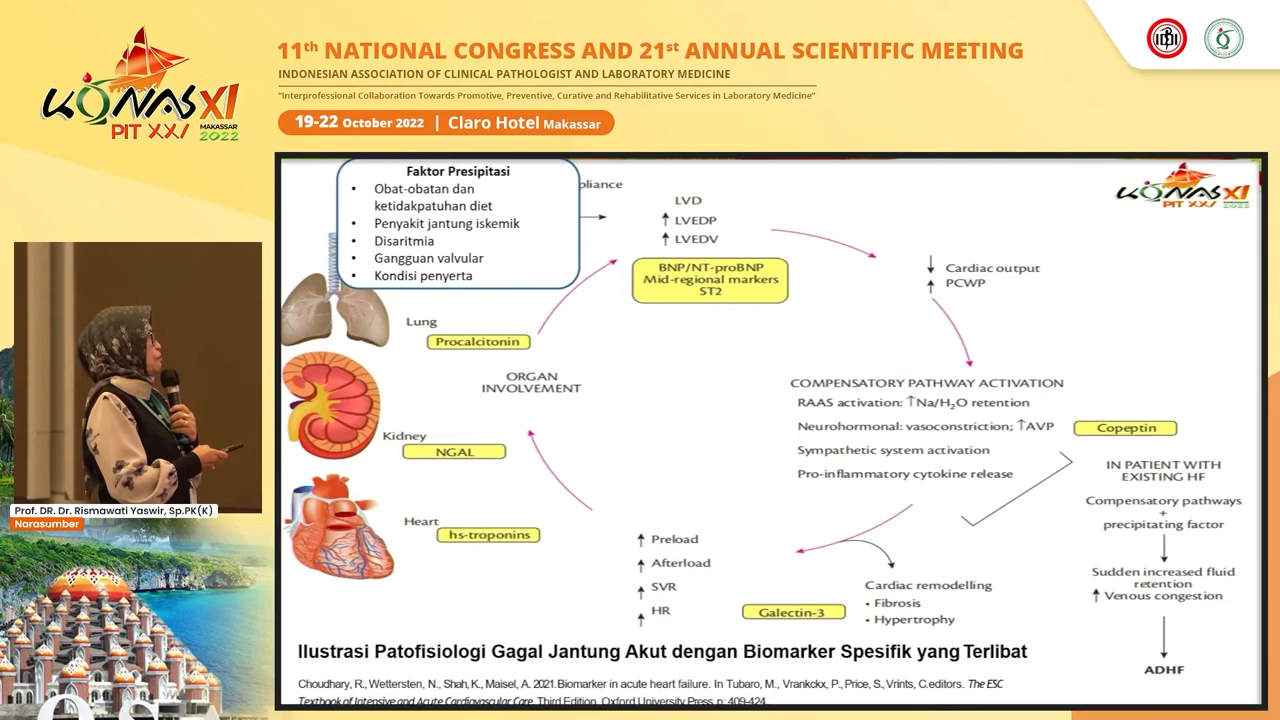 KONAS XI
PIT XXI
MAKASSAR
2022
11th NATIONAL CONGRESS AND 21st ANNUAL SCIENTIFIC MEETING
INDONESIAN ASSOCIATION OF CLINICAL PATHOLOGIST AND LABORATORY MEDICINE
"Interprofessional Collaboration Towards Promotive, Preventive, Curative and Rehabilitative Services in Laboratory Medicine"
19-22 October 2022 | Claro Hotel Makassar
IDI
KONAS XI
PIT XXI
Faktor Presipitasi
• Obat-obatan dan
ketidakpatuhan diet
• Penyakit jantung iskemik
• Disaritmia
• Gangguan valvular
• Kondisi penyerta
pliance
LVD
↑ LVEDP
↑ LVEDV
BNP/NT-proBNP
Mid-regional markers
ST2
↓ Cardiac output
↑ PCWP
Lung
Procalcitonin
ORGAN
INVOLVEMENT
Kidney
NGAL
Heart
hs-troponins
COMPENSATORY PATHWAY ACTIVATION
RAAS activation: ↑Na/H₂O retention
Neurohormonal: vasoconstriction; ↑AVP
Copeptin
Sympathetic system activation
Pro-inflammatory cytokine release
IN PATIENT WITH
EXISTING HF
Compensatory pathways
+
precipitating factor
Sudden increased fluid
retention
↑ Venous congestion
ADHF
↑ Preload
↑ Afterload
↑ SVR
↑ HR
Galectin-3
Cardiac remodelling
• Fibrosis
• Hypertrophy
Ilustrasi Patofisiologi Gagal Jantung Akut dengan Biomarker Spesifik yang Terlibat
Choudhary, R., Wettersten, N., Shah, K., Maisel, A. 2021.Biomarker in acute heart failure. In Tubaro, M., Vranckckx, P., Price, S., Vrints, C.editors. The ESC
Textbook of Intensive and Acute Cardiovascular Care. Third Edition. Oxford University Press. p: 409-424
Prof. DR. Dr. Rismawati Yaswir, Sp.PK(K)
Narasumber